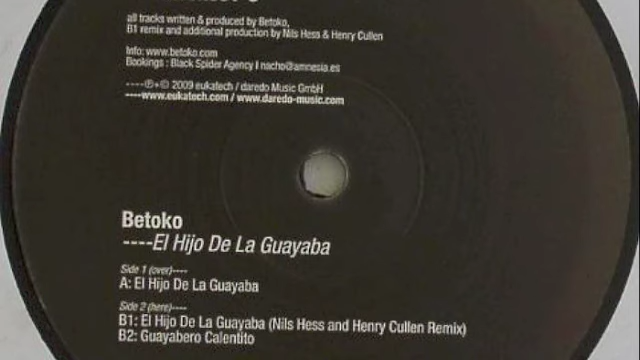 all tracks written & produced by Betoko,
B1 remix and additional production by Nils Hess & Henry Cullen
Info: www.betoko.com
Bookings : Black Spider Agency I nacho@amnesia.es
----℗+© 2009 eukatech / daredo Music GmbH
----www.eukatech.com / www.daredo-music.com
Betoko
----El Hijo De La Guayaba
Side 1 (over)----
A: El Hijo De La Guayaba
Side 2 (here)----
B1: El Hijo De La Guayaba (Nils Hess and Henry Cullen Remix)
B2: Guayabero Calentito